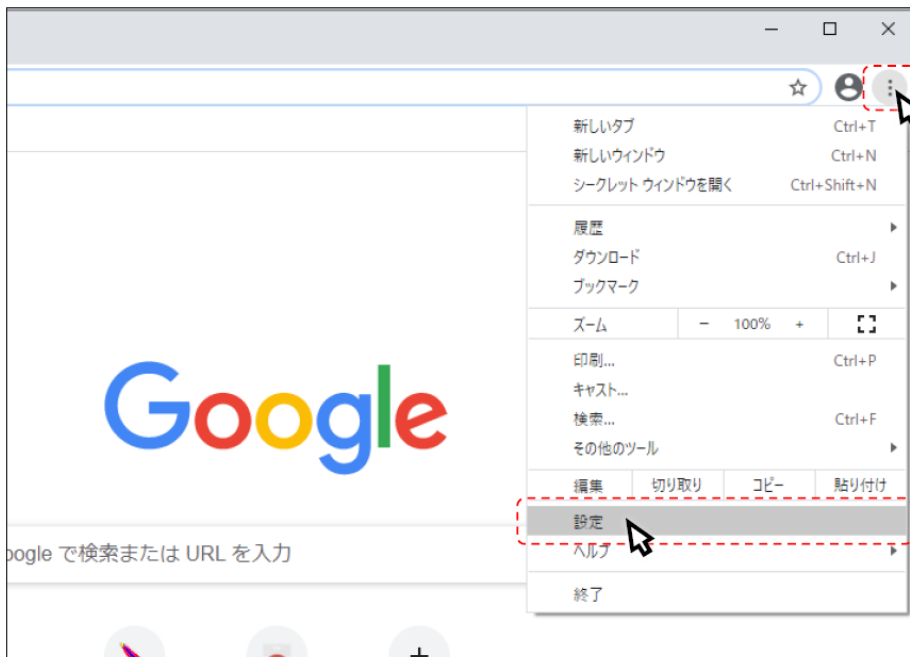 新しいタブ Ctrl+T
新しいウィンドウ Ctrl+N
シークレット ウィンドウを開く Ctrl+Shift+N
履歴
ダウンロード Ctrl+J
ブックマーク
ズーム − 100% +
印刷... Ctrl+P
キャスト...
検索... Ctrl+F
その他のツール
編集 切り取り コピー 貼り付け
設定
ヘルプ
終了
Google
oogle で検索または URL を入力